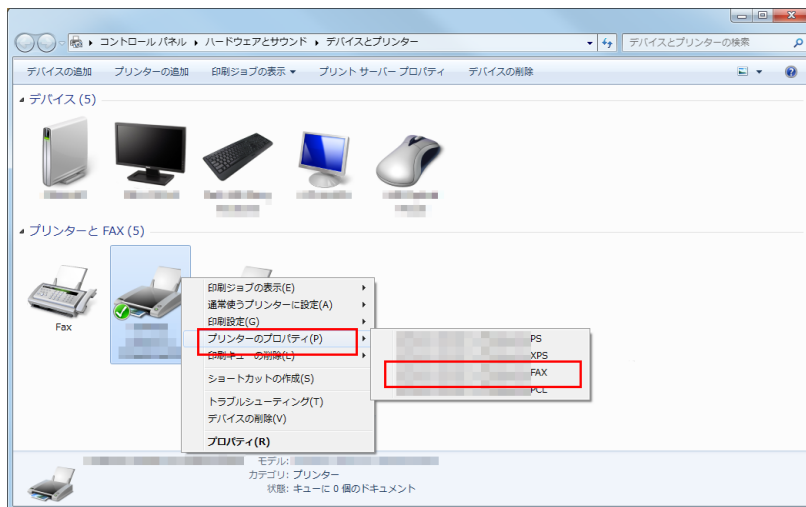 コントロール パネル ▸ ハードウェアとサウンド ▸ デバイスとプリンター
デバイスとプリンターの検索
デバイスの追加 プリンターの追加 印刷ジョブの表示 プリント サーバー プロパティ デバイスの削除
デバイス (5)
プリンターと FAX (5)
Fax
印刷ジョブの表示(E)
通常使うプリンターに設定(A)
印刷設定(G)
プリンターのプロパティ(P)
印刷キューの削除(L)
ショートカットの作成(S)
トラブルシューティング(T)
デバイスの削除(V)
プロパティ(R)
PS
XPS
FAX
PCL
モデル:
カテゴリ: プリンター
状態: キューに 0 個のドキュメント